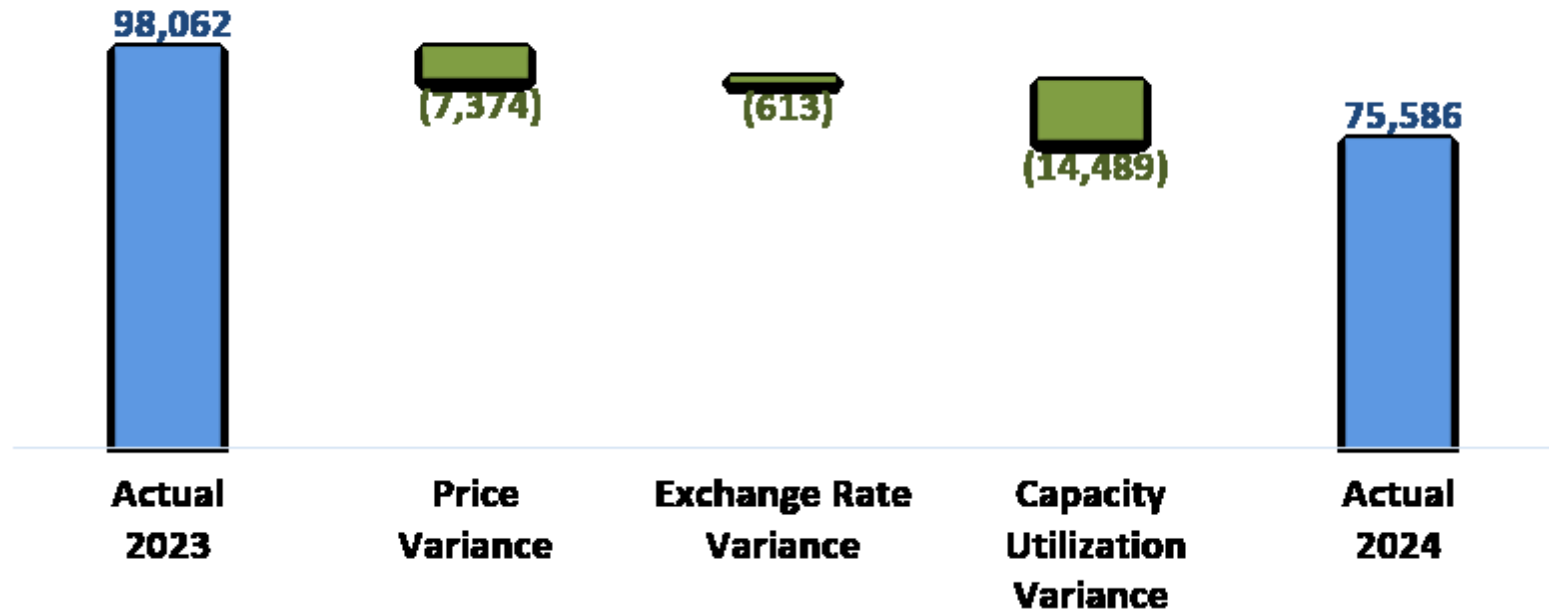 98,062
(7,374)
(613)
(14,489)
75,586
Actual
2023
Price
Variance
Exchange Rate
Variance
Capacity
Utilization
Variance
Actual
2024